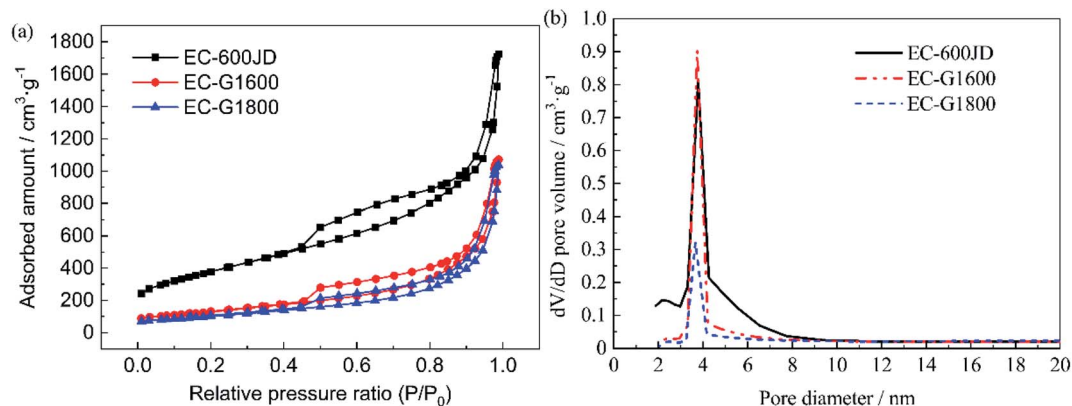 (a)
1800
1600
1400
1200
1000
800
600
400
200
0
Adsorbed amount / cm³·g⁻¹
EC-600JD
EC-G1600
EC-G1800
0.0 0.2 0.4 0.6 0.8 1.0
Relative pressure ratio (P/P₀)
(b)
1
0.9
0.8
0.7
0.6
0.5
0.4
0.3
0.2
0.1
0
dV/dD pore volume / cm³·g⁻¹
EC-600JD
EC-G1600
EC-G1800
0 2 4 6 8 10 12 14 16 18 20
Pore diameter / nm